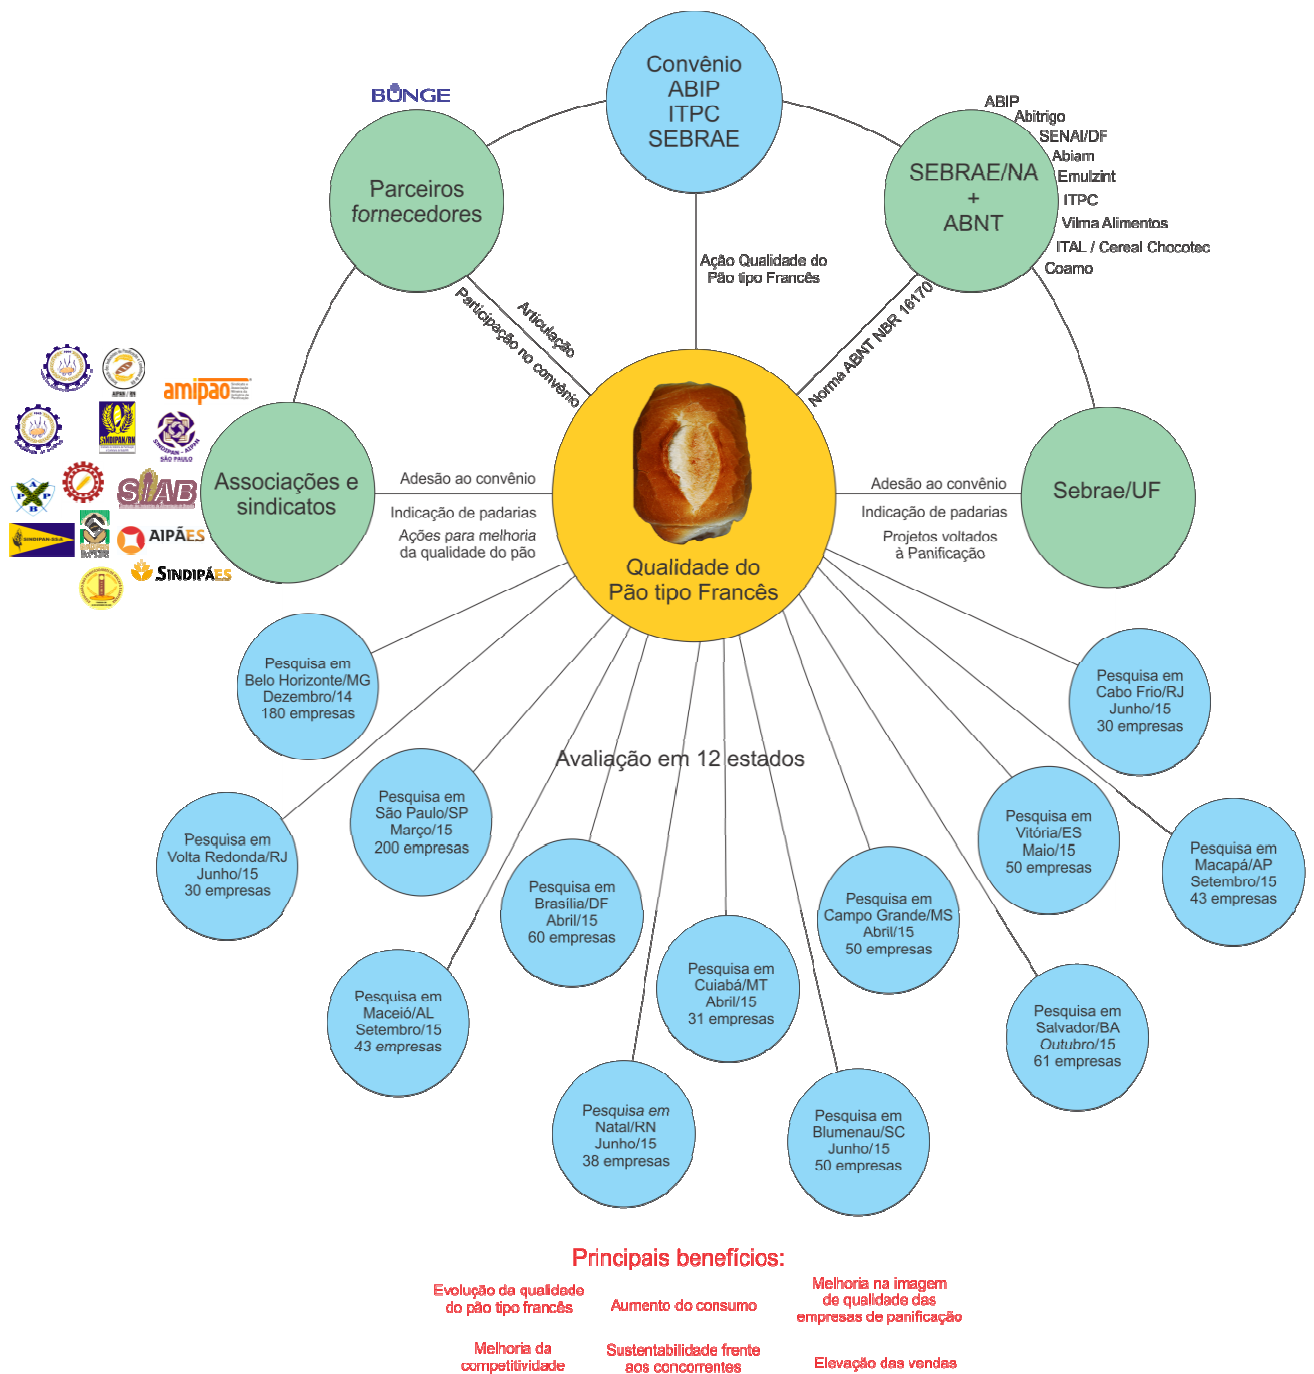 BUNGE
Convênio
ABIP
ITPC
SEBRAE
Parceiros
fornecedores
SEBRAE/NA
+
ABNT
ABIP
Abitrigo
SENAI/DF
Abiam
Emulzint
ITPC
Vilma Alimentos
ITAL / Cereal Chocotec
Coamo
Ação Qualidade do
Pão tipo Francês
Articulação
Participação no convênio
Norma ABNT NBR 16170
AIPAN / RN
amipao
SINDIPAN/RN
SINDIPAN - AIPAN
SÃO PAULO
SIAB
AIPÃES
SINDIPÃES
Associações e
sindicatos
Adesão ao convênio
Indicação de padarias
Ações para melhoria
da qualidade do pão
Qualidade do
Pão tipo Francês
Adesão ao convênio
Indicação de padarias
Projetos voltados
à Panificação
Sebrae/UF
Pesquisa em
Belo Horizonte/MG
Dezembro/14
180 empresas
Pesquisa em
Cabo Frio/RJ
Junho/15
30 empresas
Avaliação em 12 estados
Pesquisa em
Volta Redonda/RJ
Junho/15
30 empresas
Pesquisa em
São Paulo/SP
Março/15
200 empresas
Pesquisa em
Brasília/DF
Abril/15
60 empresas
Pesquisa em
Campo Grande/MS
Abril/15
50 empresas
Pesquisa em
Vitória/ES
Maio/15
50 empresas
Pesquisa em
Macapá/AP
Setembro/15
43 empresas
Pesquisa em
Maceió/AL
Setembro/15
43 empresas
Pesquisa em
Cuiabá/MT
Abril/15
31 empresas
Pesquisa em
Salvador/BA
Outubro/15
61 empresas
Pesquisa em
Natal/RN
Junho/15
38 empresas
Pesquisa em
Blumenau/SC
Junho/15
50 empresas
Principais benefícios:
Evolução da qualidade
do pão tipo francês
Aumento do consumo
Melhoria na imagem
de qualidade das
empresas de panificação
Melhoria da
competitividade
Sustentabilidade frente
aos concorrentes
Elevação das vendas